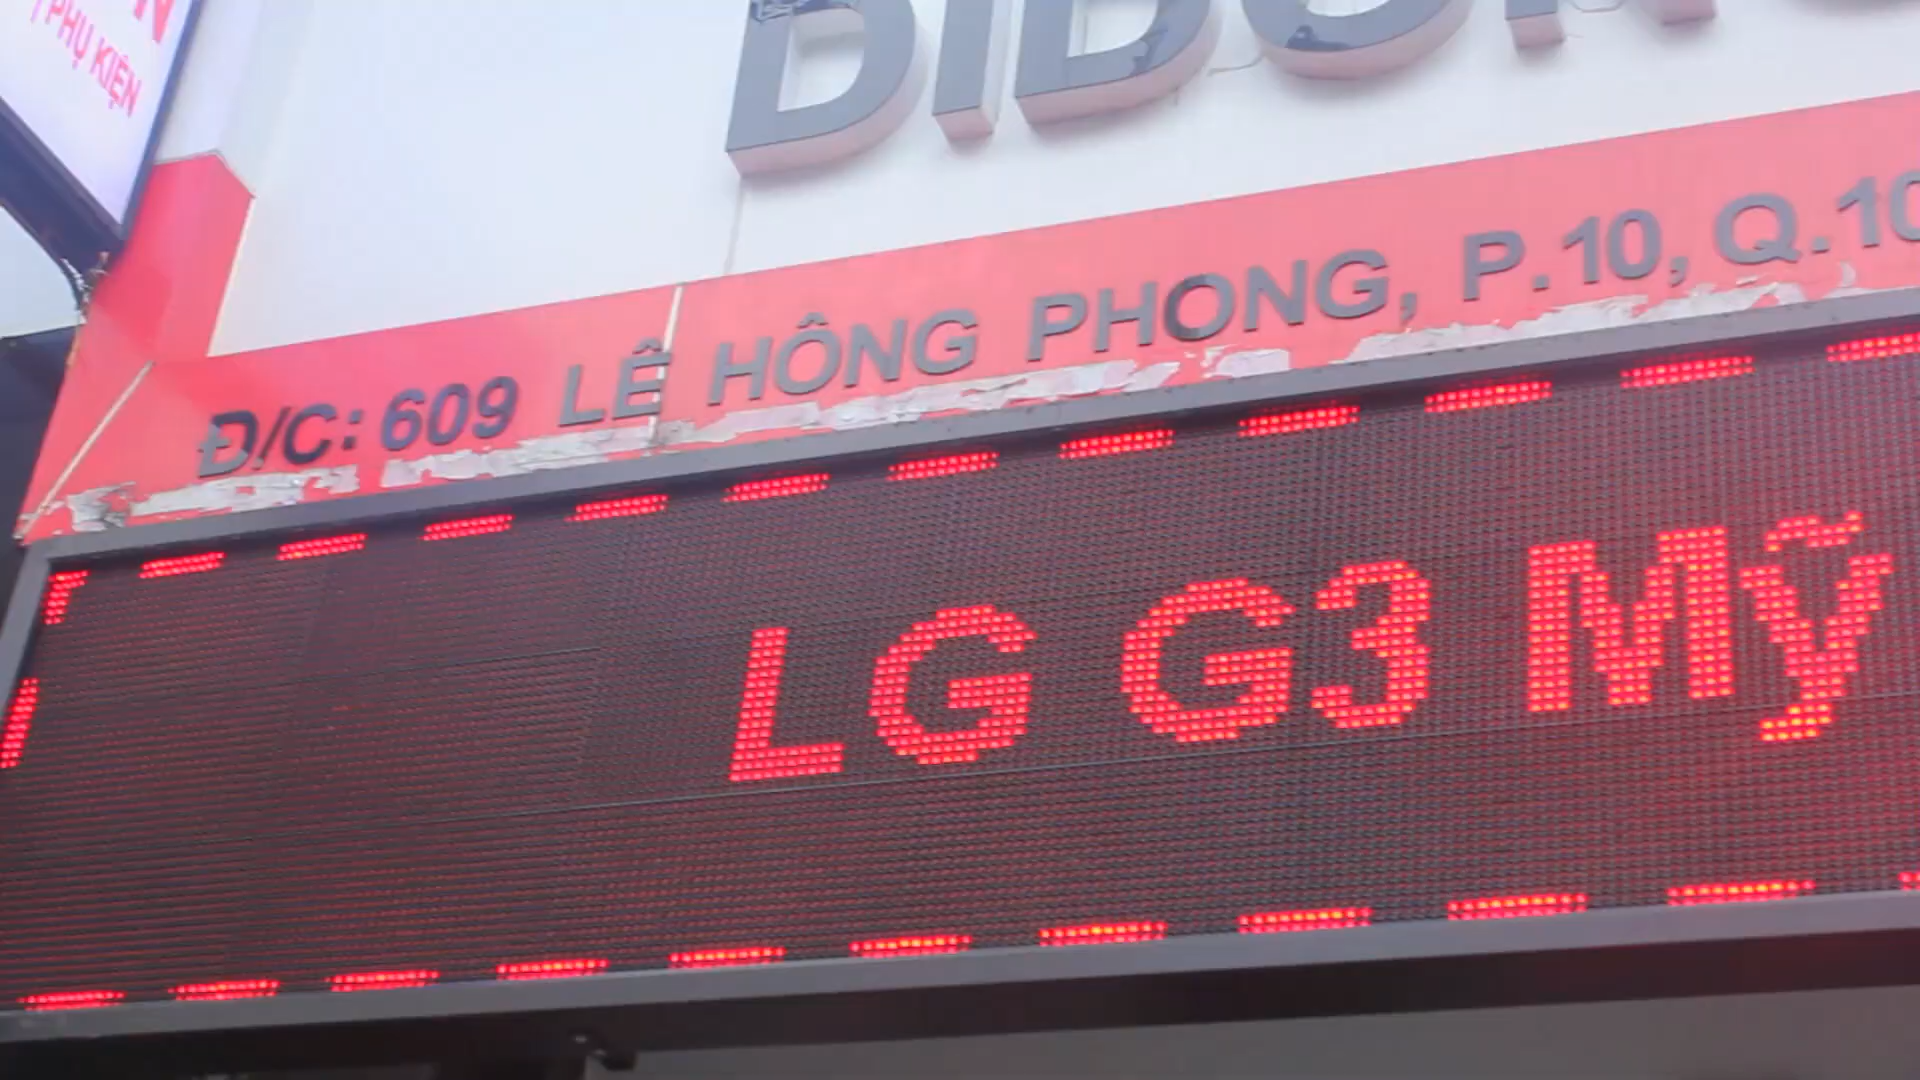 PHỤ KIỆN
Đ/C: 609 LÊ HỒNG PHONG, P.10, Q.10
LG G3 Mỹ